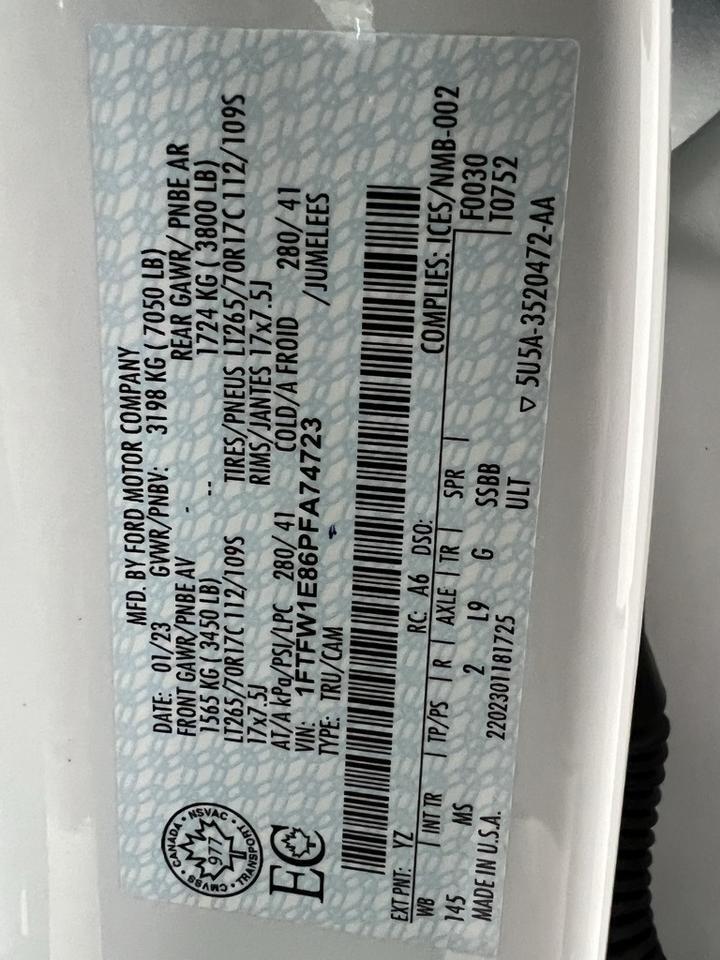 MFD. BY FORD MOTOR COMPANY
DATE: 01/23 GVWR/PNBV: 3198 KG ( 7050 LB)
FRONT GAWR/PNBE AV - REAR GAWR/ PNBE AR
1565 KG ( 3450 LB) -- 1724 KG ( 3800 LB)
LT265/70R17C 112/109S TIRES/PNEUS LT265/70R17C 112/109S
17x7.5J RIMS/JANTES 17x7.5J
AT/A kPa/PSI/LPC 280/ 41 COLD/A FROID 280/ 41
VIN: 1FTFW1E86PFA74723 /JUMELEES
TYPE: TRU/CAM
CANADA • NSVAC • TRANSPORT • CMVSS •
977
EC
COMPLIES: ICES/NMB-002
EXT PNT: YZ RC: A6 DSO: F0030
WB INT TR TP/PS R AXLE TR SPR T0752
145 MS 2 L9 G SSBB
MADE IN U.S.A. 2202301181725 ULT
▽ 5U5A-3520472-AA